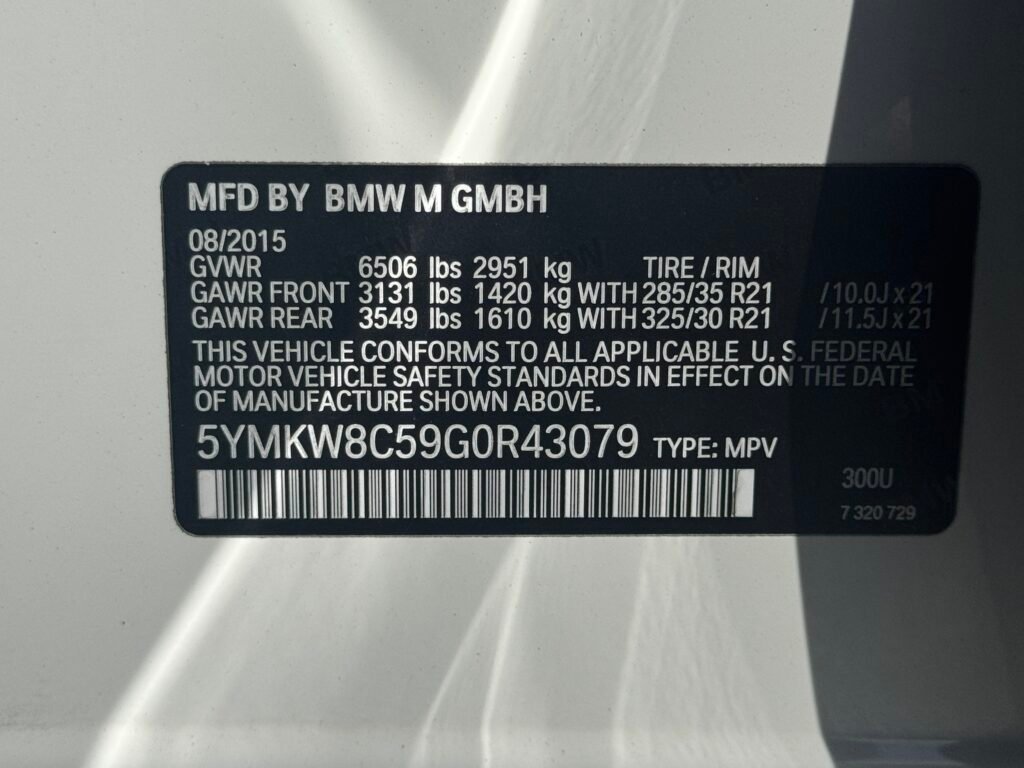 MFD BY BMW M GMBH
08/2015
GVWR 6506 lbs 2951 kg TIRE / RIM
GAWR FRONT 3131 lbs 1420 kg WITH 285/35 R21 /10.0J x 21
GAWR REAR 3549 lbs 1610 kg WITH 325/30 R21 /11.5J x 21
THIS VEHICLE CONFORMS TO ALL APPLICABLE U. S. FEDERAL
MOTOR VEHICLE SAFETY STANDARDS IN EFFECT ON THE DATE
OF MANUFACTURE SHOWN ABOVE.
5YMKW8C59G0R43079 TYPE: MPV
300U
7 320 729